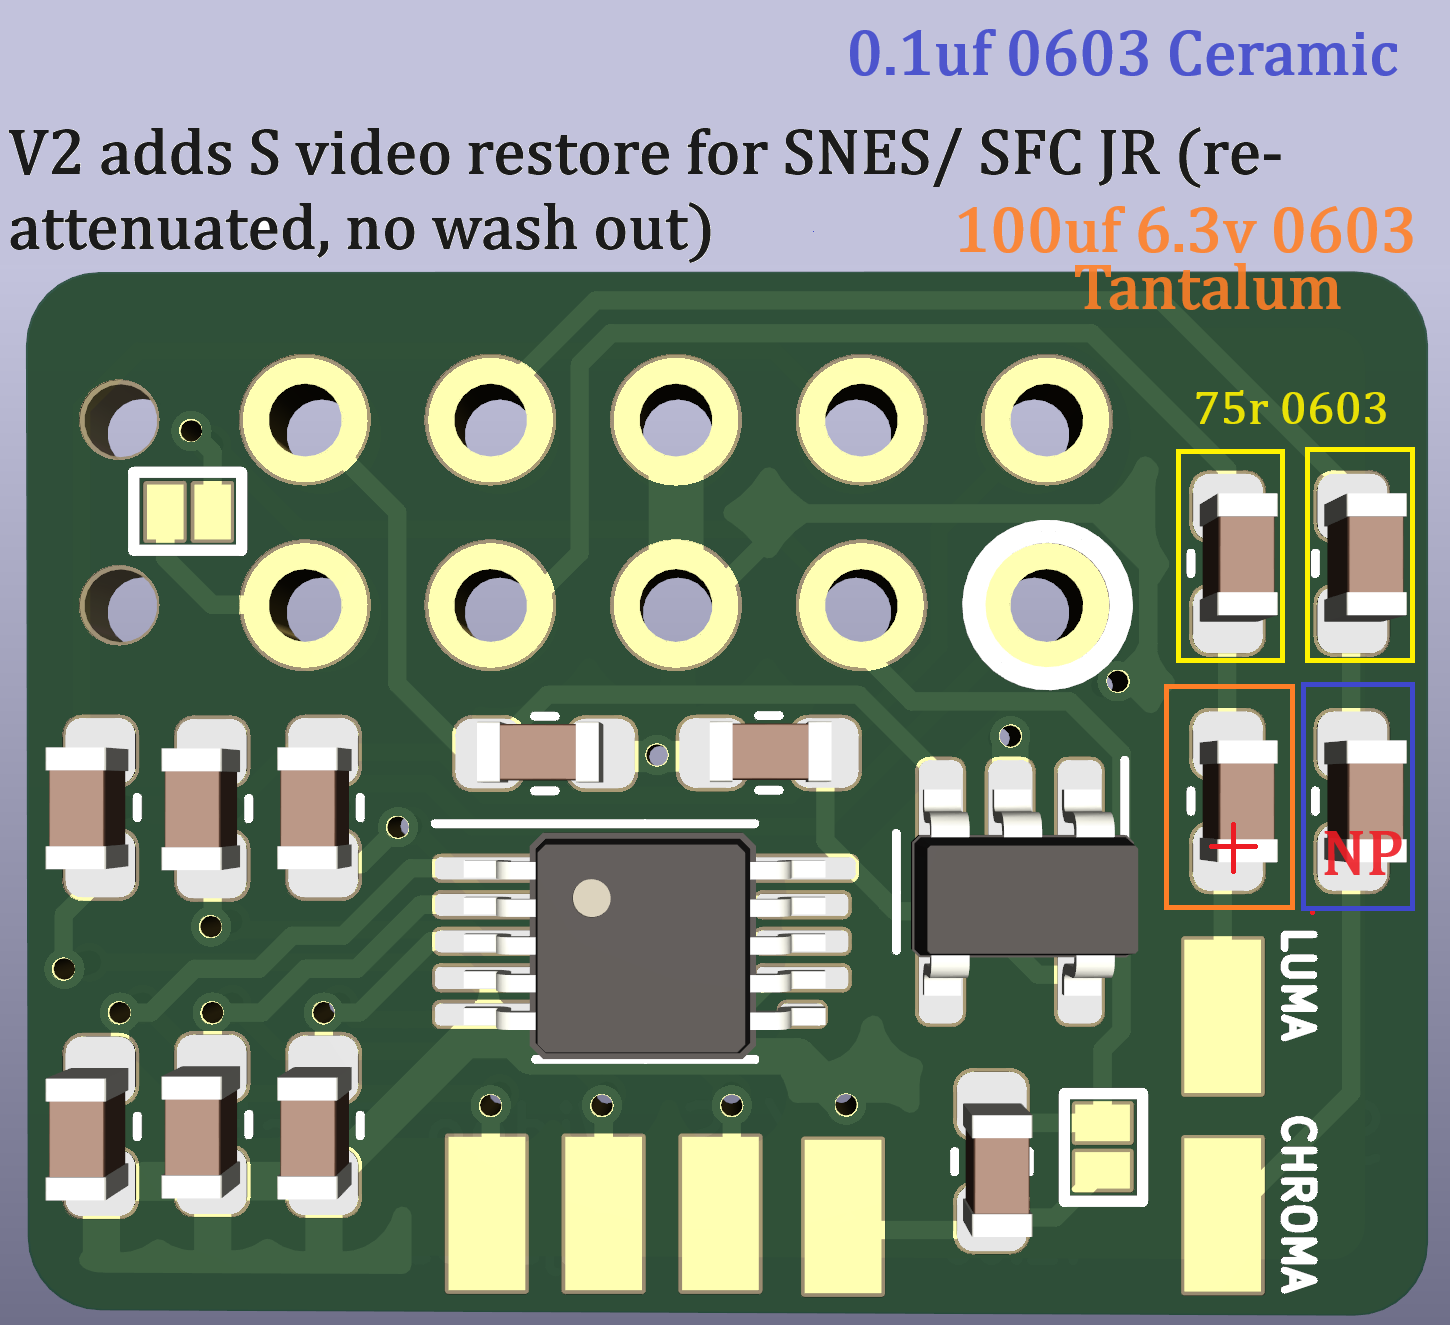 0.1uf 0603 Ceramic
V2 adds S video restore for SNES/ SFC JR (re-
attenuated, no wash out)
100uf 6.3v 0603
Tantalum
75r 0603
+
NP
LUMA
CHROMA